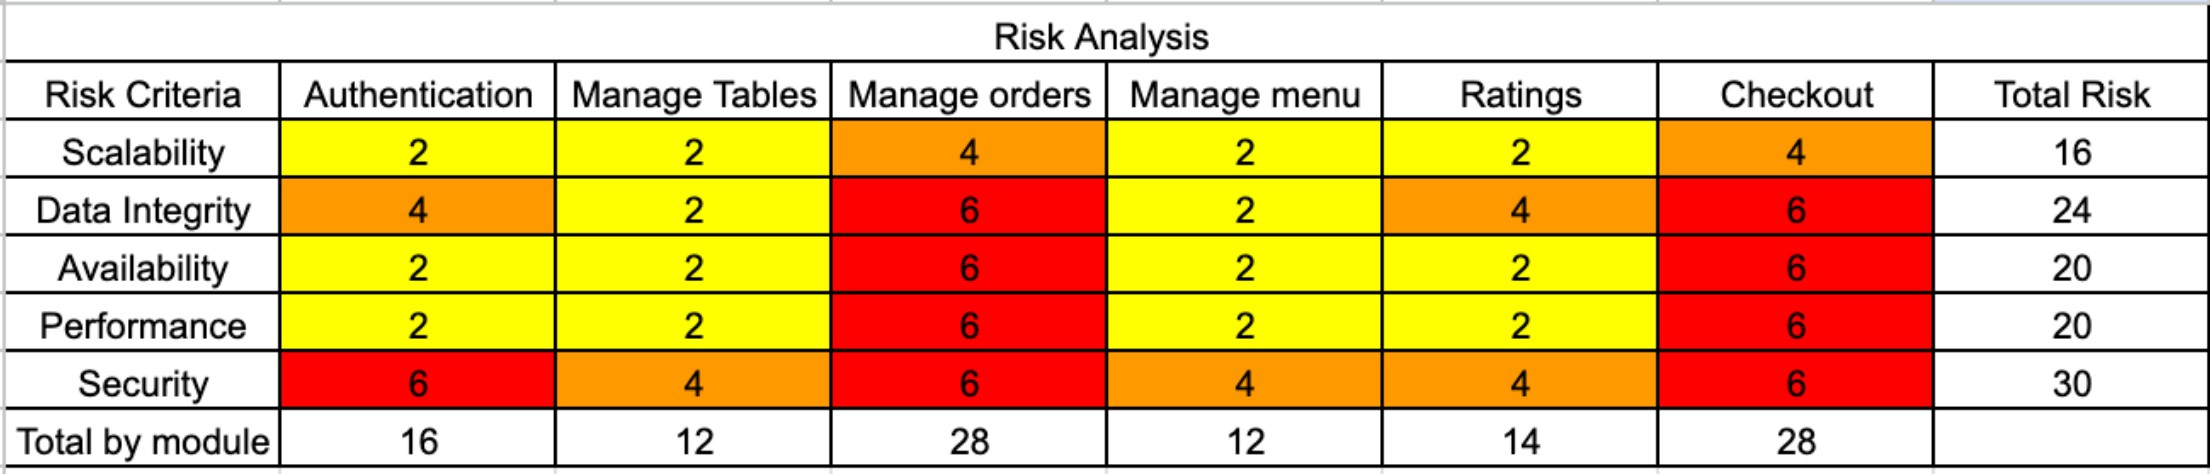 Risk Analysis
Risk Criteria Authentication Manage Tables Manage orders Manage menu Ratings Checkout Total Risk
Scalability 2 2 4 2 2 4 16
Data Integrity 4 2 6 2 4 6 24
Availability 2 2 6 2 2 6 20
Performance 2 2 6 2 2 6 20
Security 6 4 6 4 4 6 30
Total by module 16 12 28 12 14 28